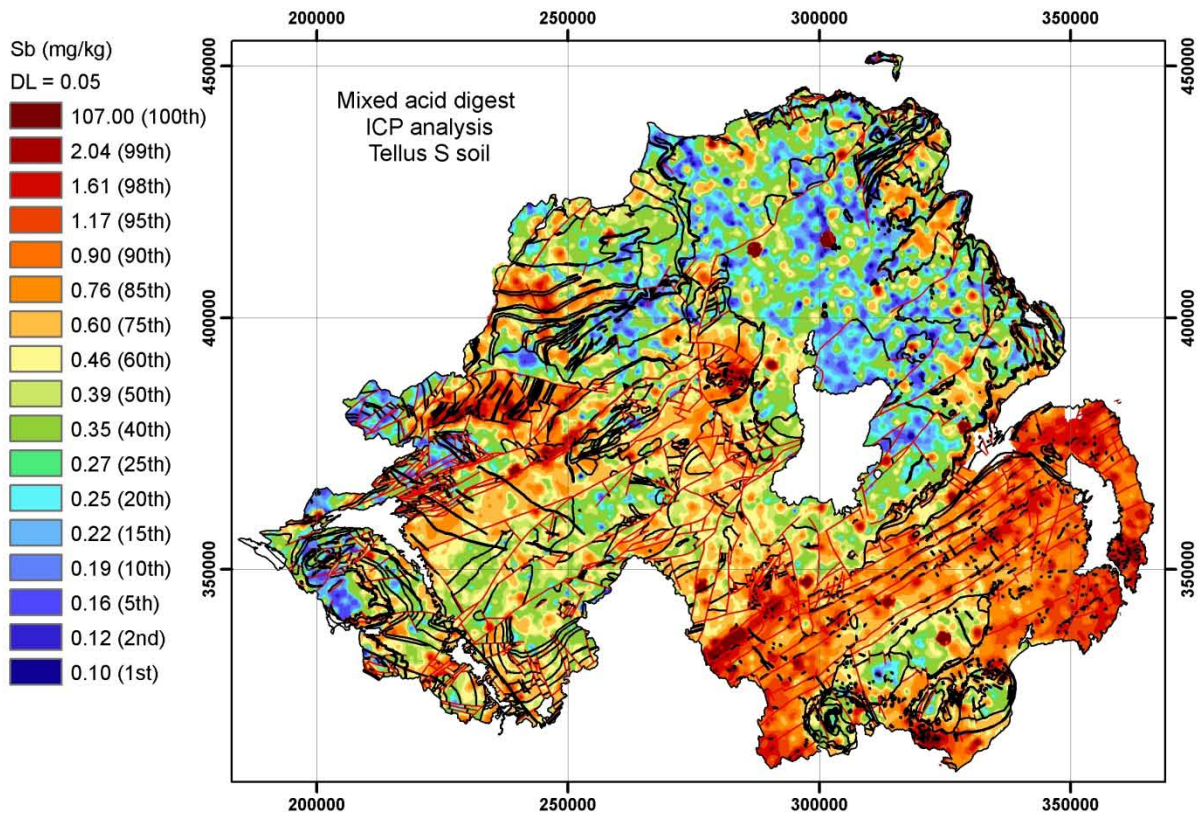 200000
250000
300000
350000
Sb (mg/kg)
DL = 0.05
107.00 (100th)
2.04 (99th)
1.61 (98th)
1.17 (95th)
0.90 (90th)
0.76 (85th)
0.60 (75th)
0.46 (60th)
0.39 (50th)
0.35 (40th)
0.27 (25th)
0.25 (20th)
0.22 (15th)
0.19 (10th)
0.16 (5th)
0.12 (2nd)
0.10 (1st)
Mixed acid digest
ICP analysis
Tellus S soil
450000
400000
350000
450000
400000
350000
200000
250000
300000
350000